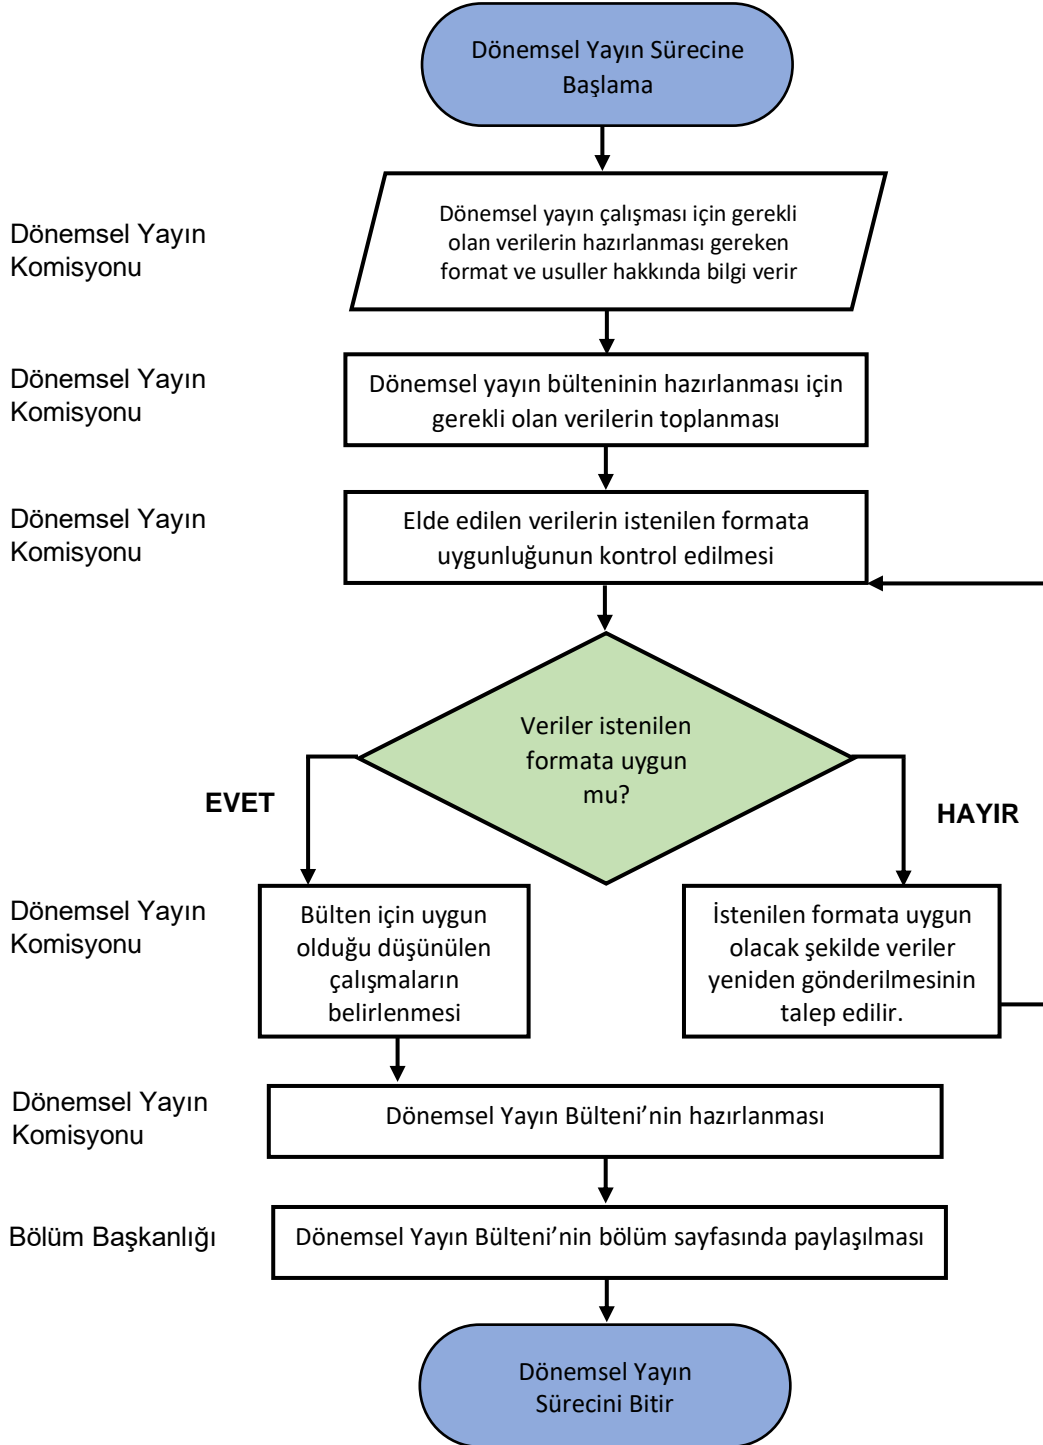 Dönemsel Yayın Sürecine
Başlama
Dönemsel Yayın
Komisyonu
Dönemsel yayın çalışması için gerekli
olan verilerin hazırlanması gereken
format ve usuller hakkında bilgi verir
Dönemsel Yayın
Komisyonu
Dönemsel yayın bülteninin hazırlanması için
gerekli olan verilerin toplanması
Dönemsel Yayın
Komisyonu
Elde edilen verilerin istenilen formata
uygunluğunun kontrol edilmesi
Veriler istenilen
formata uygun
mu?
EVET
HAYIR
Dönemsel Yayın
Komisyonu
Bülten için uygun
olduğu düşünülen
çalışmaların
belirlenmesi
İstenilen formata uygun
olacak şekilde veriler
yeniden gönderilmesinin
talep edilir.
Dönemsel Yayın
Komisyonu
Dönemsel Yayın Bülteni’nin hazırlanması
Bölüm Başkanlığı
Dönemsel Yayın Bülteni’nin bölüm sayfasında paylaşılması
Dönemsel Yayın
Sürecini Bitir